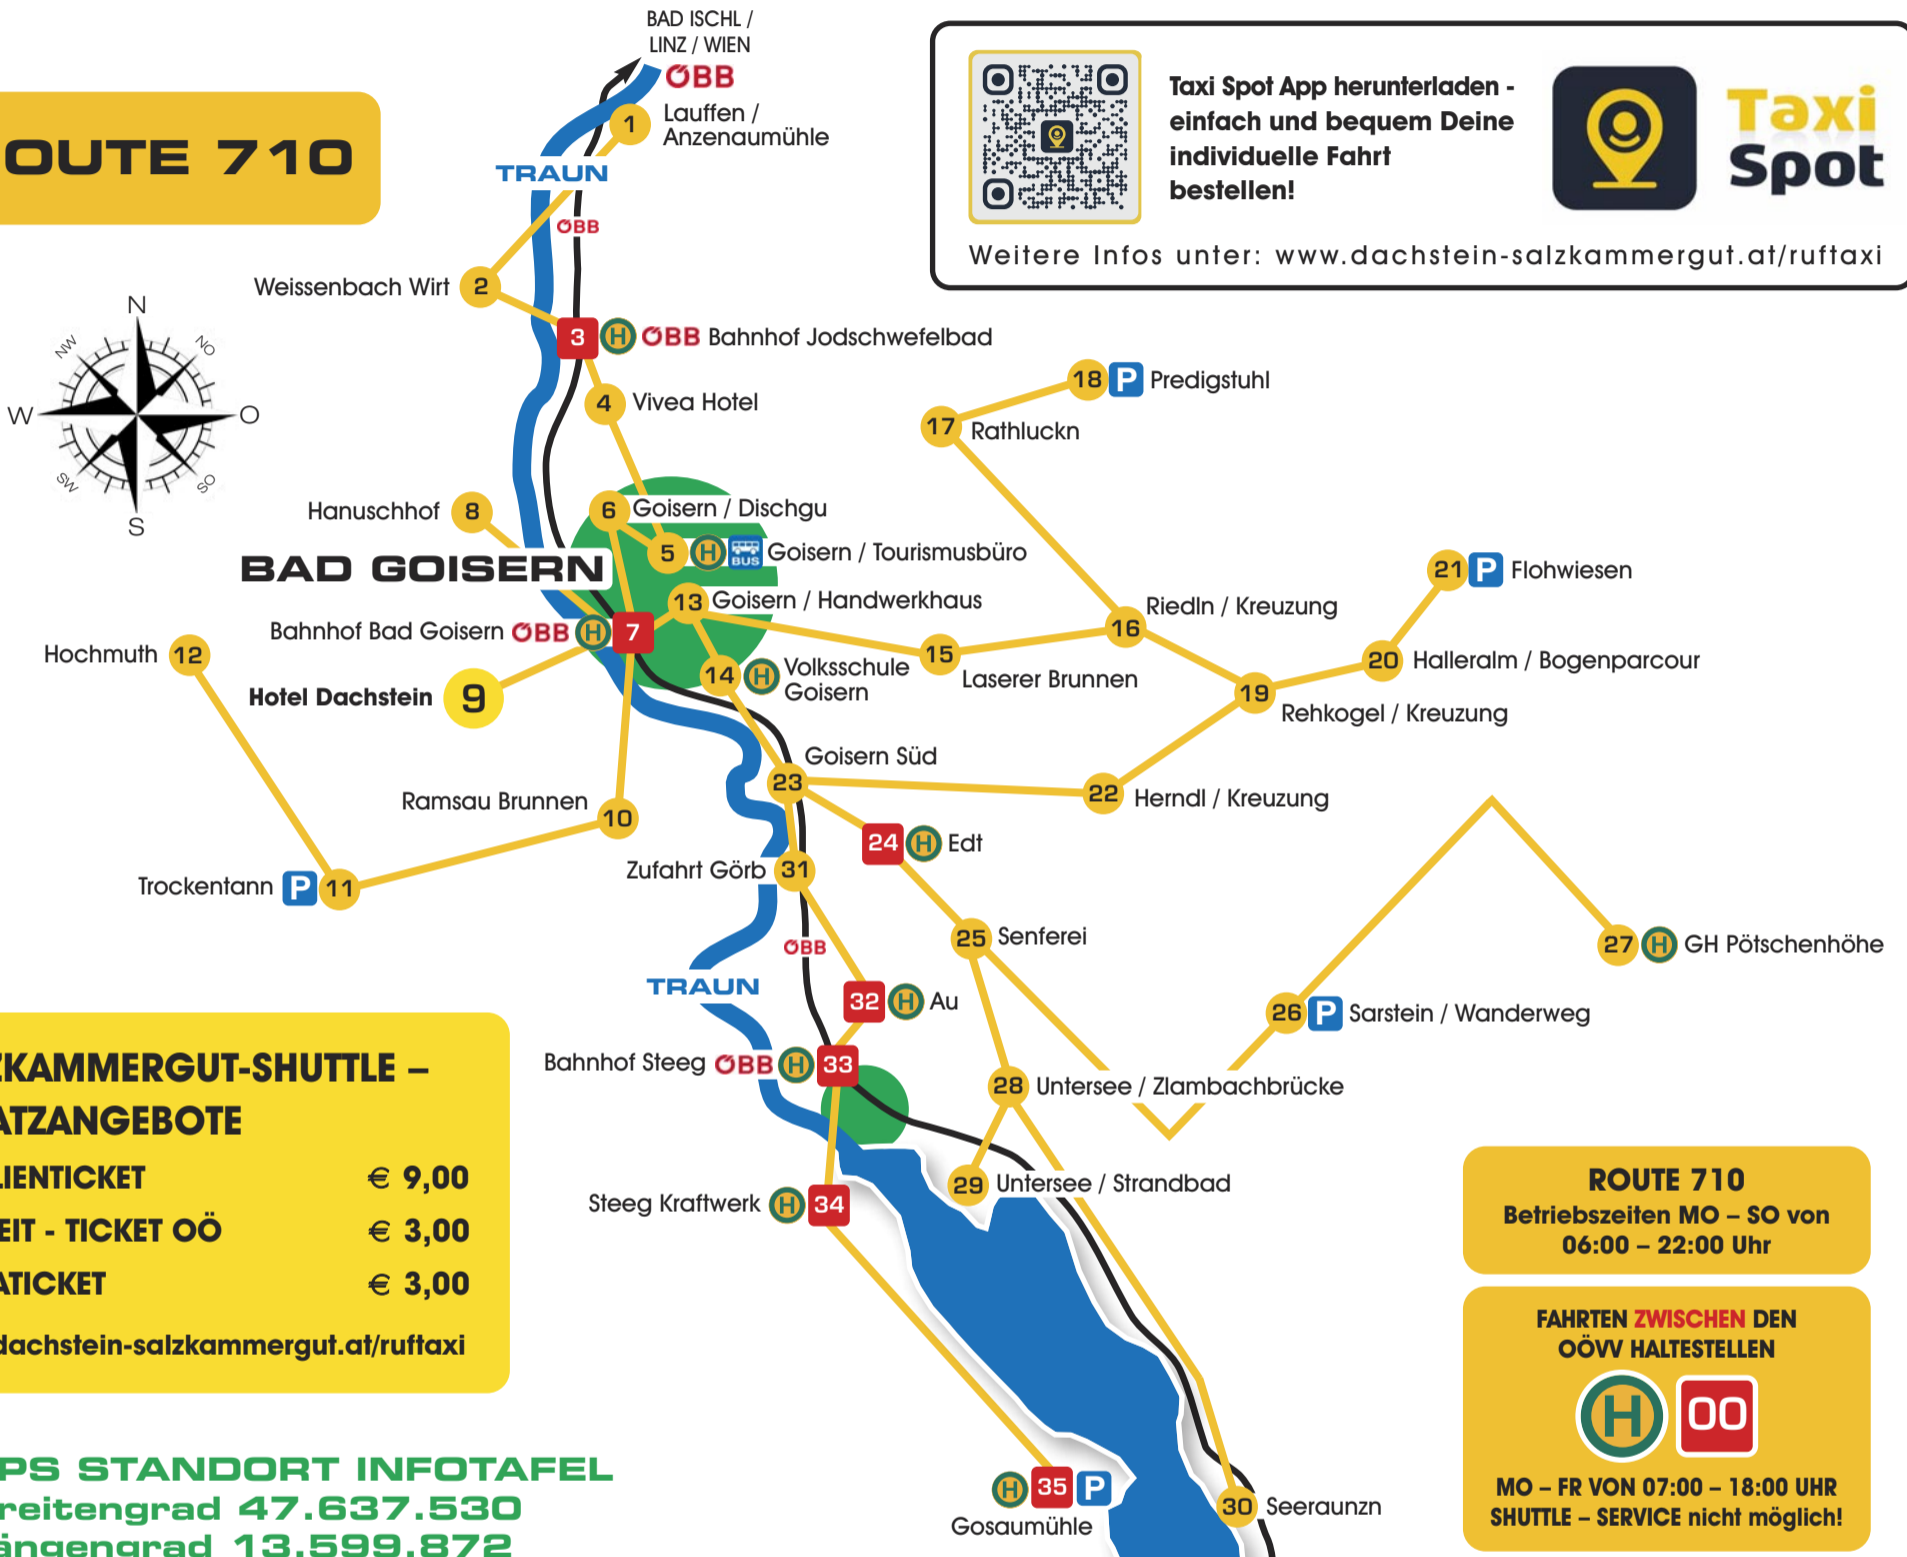 BAD ISCHL /
LINZ / WIEN
ÖBB
OUTE 710
1
Lauffen /
Anzenaumühle
TRAUN
ÖBB
Taxi Spot App herunterladen -
einfach und bequem Deine
individuelle Fahrt
bestellen!
Taxi
Spot
Weitere Infos unter: www.dachstein-salzkammergut.at/ruftaxi
Weissenbach Wirt 2
N
NW
NO
W
O
SW
SO
S
3 H ÖBB Bahnhof Jodschwefelbad
4 Vivea Hotel
18 P Predigstuhl
17 Rathluckn
Hanuschhof 8
6 Goisern / Dischgu
5 H BUS Goisern / Tourismusbüro
BAD GOISERN
21 P Flohwiesen
13 Goisern / Handwerkhaus
Riedln / Kreuzung
16
Bahnhof Bad Goisern ÖBB H 7
Hochmuth 12
15
Laserer Brunnen
20 Halleralm / Bogenparcour
14 H Volksschule
Goisern
Hotel Dachstein 9
19
Rehkogel / Kreuzung
Goisern Süd
23
22 Herndl / Kreuzung
Ramsau Brunnen
10
24 H Edt
Zufahrt Görb 31
Trockentann P 11
25 Senferei
27 H GH Pötschenhöhe
ÖBB
TRAUN
32 H Au
26 P Sarstein / Wanderweg
Bahnhof Steeg ÖBB H 33
28 Untersee / Zlambachbrücke
29 Untersee / Strandbad
Steeg Kraftwerk H 34
ZKAMMERGUT-SHUTTLE –
ATZANGEBOTE
LIENTICKET € 9,00
EIT - TICKET OÖ € 3,00
ATICKET € 3,00
dachstein-salzkammergut.at/ruftaxi
ROUTE 710
Betriebszeiten MO – SO von
06:00 – 22:00 Uhr
FAHRTEN ZWISCHEN DEN
OÖVV HALTESTELLEN
H 00
MO – FR VON 07:00 – 18:00 UHR
SHUTTLE – SERVICE nicht möglich!
H 35 P
Gosaumühle
30 Seeraunzn
PS STANDORT INFOTAFEL
reitengrad 47.637.530
ängengrad 13.599.872